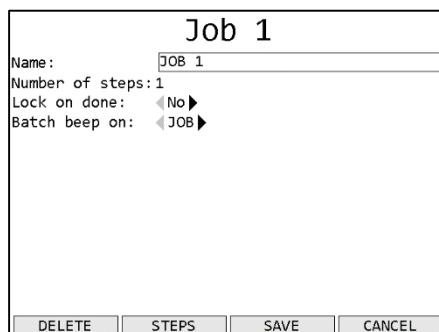 Job 1
Name: JOB 1
Number of steps:1
Lock on done: No
Batch beep on: JOB
DELETE STEPS SAVE CANCEL